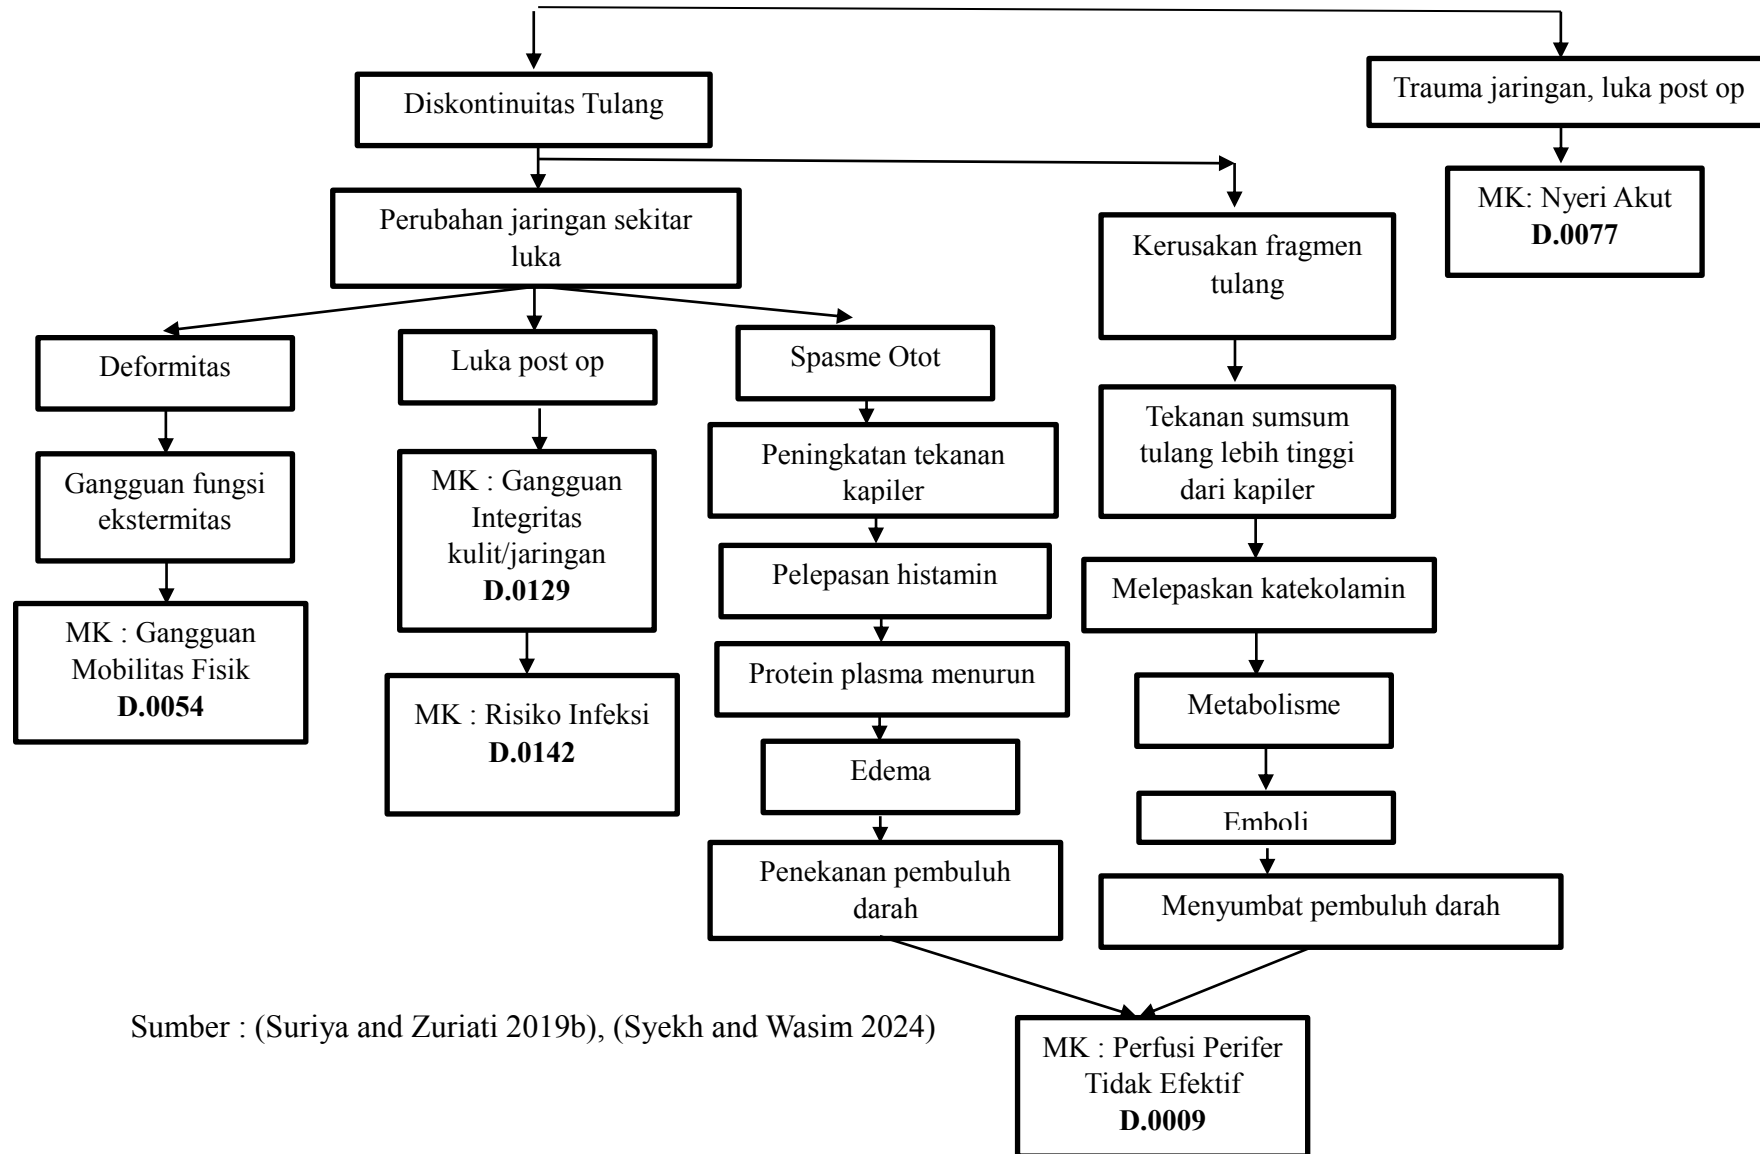 Diskontinuitas Tulang
Trauma jaringan, luka post op
MK: Nyeri Akut
D.0077
Perubahan jaringan sekitar
luka
Kerusakan fragmen
tulang
Deformitas
Luka post op
Spasme Otot
Gangguan fungsi
ekstermitas
MK : Gangguan
Integritas
kulit/jaringan
D.0129
Peningkatan tekanan
kapiler
Tekanan sumsum
tulang lebih tinggi
dari kapiler
Pelepasan histamin
Melepaskan katekolamin
MK : Gangguan
Mobilitas Fisik
D.0054
MK : Risiko Infeksi
D.0142
Protein plasma menurun
Metabolisme
Edema
Emboli
Penekanan pembuluh
darah
Menyumbat pembuluh darah
Sumber : (Suriya and Zuriati 2019b), (Syekh and Wasim 2024)
MK : Perfusi Perifer
Tidak Efektif
D.0009